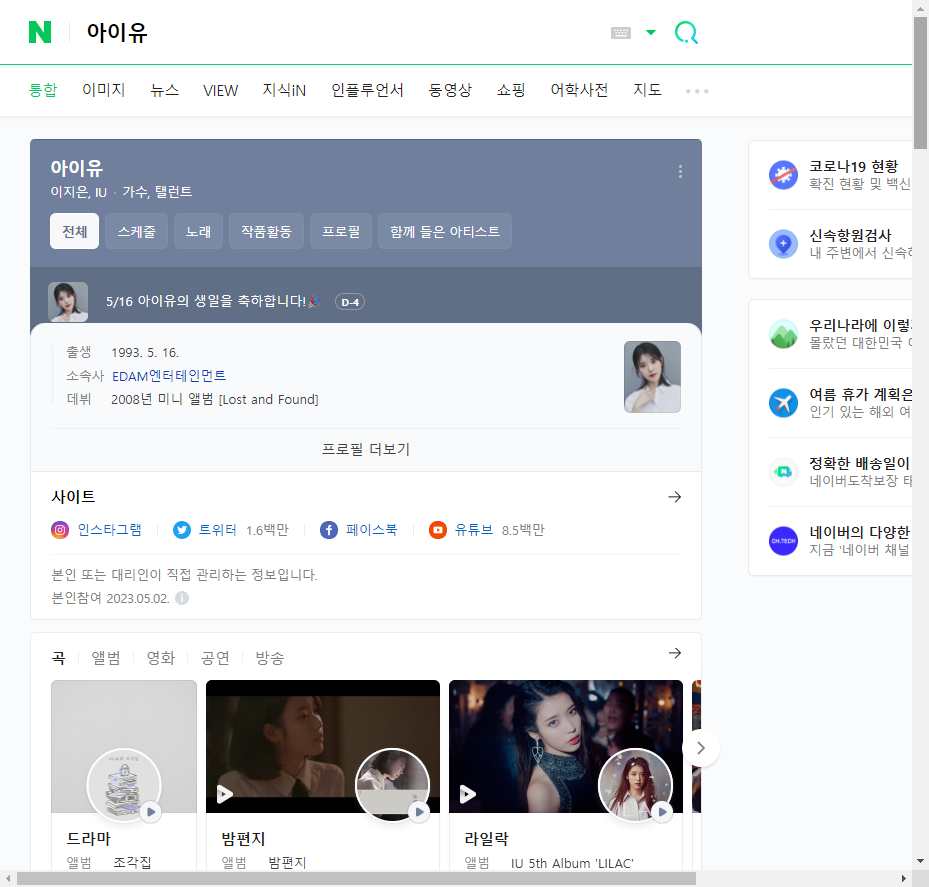 N
아이유
통합 이미지 뉴스 VIEW 지식iN 인플루언서 동영상 쇼핑 어학사전 지도
아이유
이지은, IU · 가수, 탤런트
전체 스케줄 노래 작품활동 프로필 함께 들은 아티스트
5/16 아이유의 생일을 축하합니다! D-4
출생 1993. 5. 16.
소속사 EDAM엔터테인먼트
데뷔 2008년 미니 앨범 [Lost and Found]
프로필 더보기
사이트
인스타그램 트위터 1.6백만 페이스북 유튜브 8.5백만
본인 또는 대리인이 직접 관리하는 정보입니다.
본인참여 2023.05.02.
곡 앨범 영화 공연 방송
드라마
앨범 조각집
밤편지
앨범 밤편지
라일락
앨범 IU 5th Album 'LILAC'
코로나19 현황
확진 현황 및 백신
신속항원검사
내 주변에서
우리나라에
몰랐던 대한민국
여름 휴가 계획은
인기 있는 해외 여
정확한 배송일이
네이버도착보장
CH.TECH
네이버의 다양한
지금 '네이버 채널